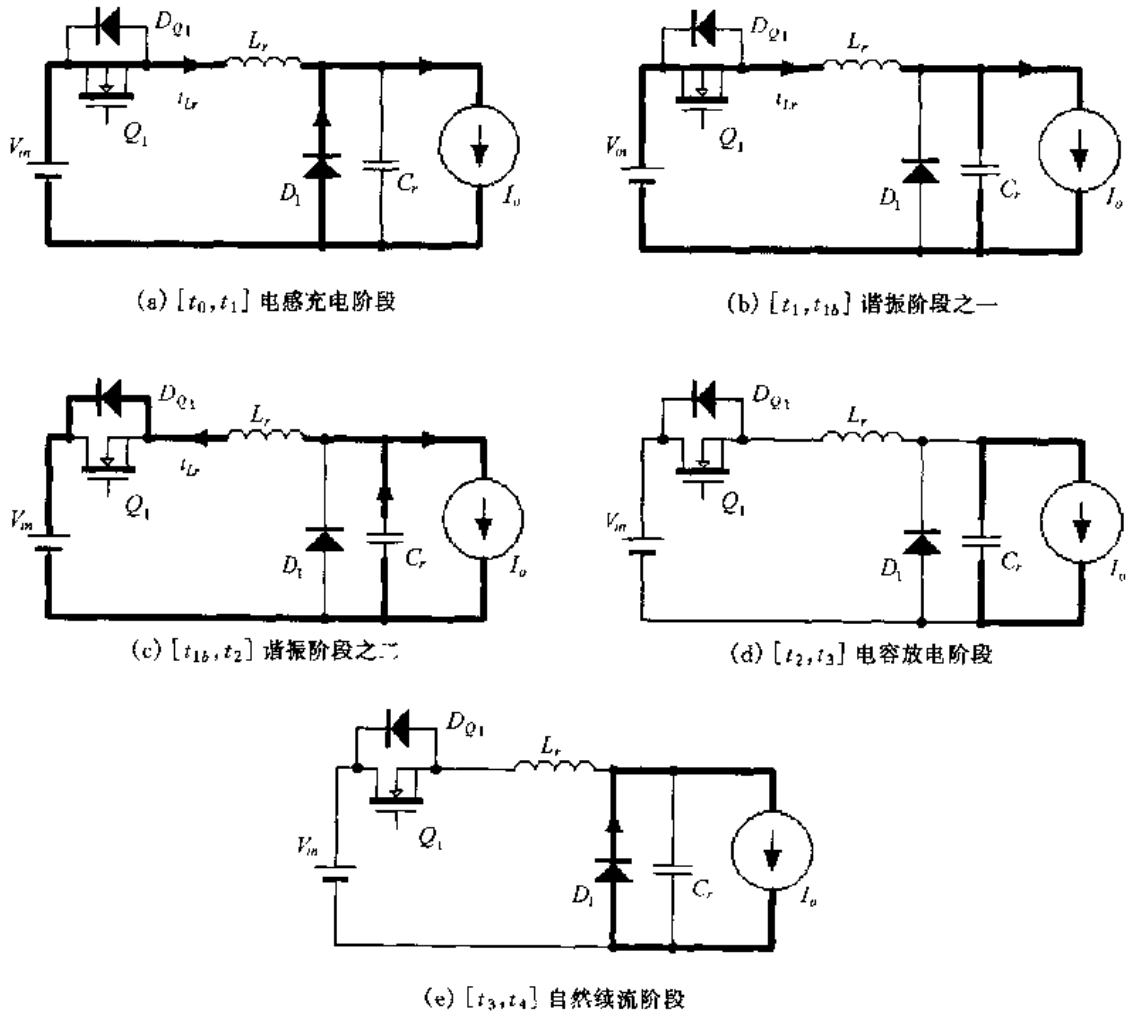 D_{Q1}
L_r
i_{Lr}
Q_1
V_{in}
D_1
C_r
I_o
(a) [t_0,t_1] 电感充电阶段
D_{Q1}
L_r
i_{Lr}
Q_1
V_{in}
D_1
C_r
I_o
(b) [t_1,t_{1b}] 谐振阶段之一
D_{Q1}
L_r
i_{Lr}
Q_1
V_{in}
D_1
C_r
I_o
(c) [t_{1b},t_2] 谐振阶段之二
D_{Q1}
L_r
Q_1
V_{in}
D_1
C_r
I_o
(d) [t_2,t_3] 电容放电阶段
D_{Q1}
L_r
Q_1
V_{in}
D_1
C_r
I_o
(e) [t_3,t_4] 自然续流阶段